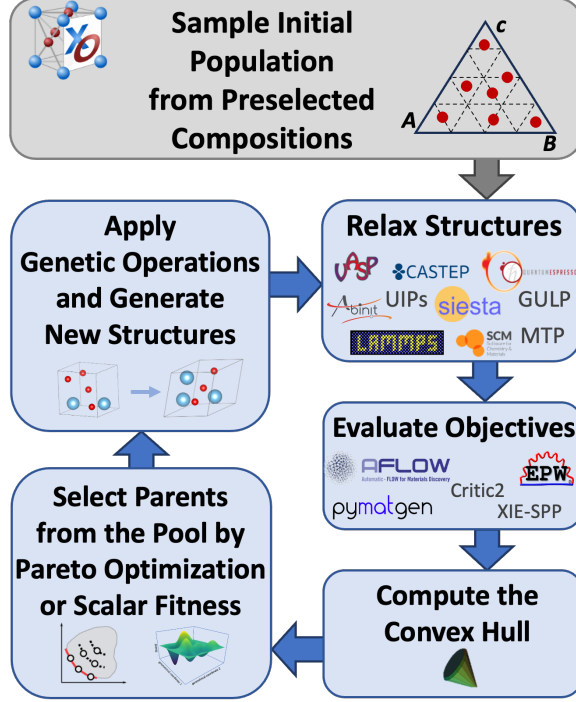 XO
Sample Initial
Population
from Preselected
Compositions
C
A
B
Apply
Genetic Operations
and Generate
New Structures
Relax Structures
VASP
CASTEP
QUANTUMESPRESSO
Abinit
UIPs
siesta
GULP
LAMMPS
SCM
MTP
Evaluate Objectives
AFLOW
Automatic - FLOW for Materials Discovery
EPW
pymatgen
Critic2
XIE-SPP
Select Parents
from the Pool by
Pareto Optimization
or Scalar Fitness
Compute the
Convex Hull